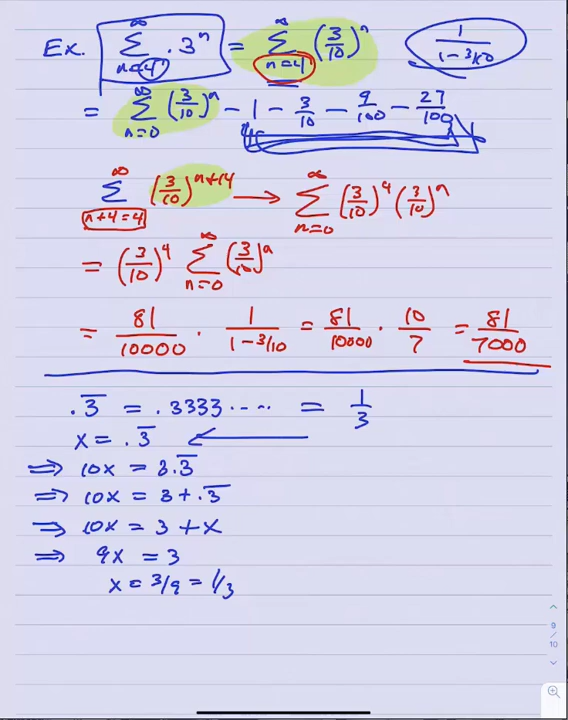 Ex. ∞ ∑ n=4 .3ⁿ = ∞ ∑ n=4 (3/10)ⁿ 1/(1-3/10)
= ∞ ∑ n=0 (3/10)ⁿ - 1 - 3/10 - 9/100 - 27/100
∞ ∑ n+4=4 (3/10)ⁿ⁺⁴ → ∞ ∑ n=0 (3/10)⁴ (3/10)ⁿ
= (3/10)⁴ ∞ ∑ n=0 (3/10)ⁿ
= 81/10000 · 1/(1-3/10) = 81/10000 · 10/7 = 81/7000
.3̅ = .3333..... = 1/3
x = .3̅ ←
⇒ 10x = 3.3̅
⇒ 10x = 3 + .3̅
⇒ 10x = 3 + x
⇒ 9x = 3
x = 3/9 = 1/3
9
/
10